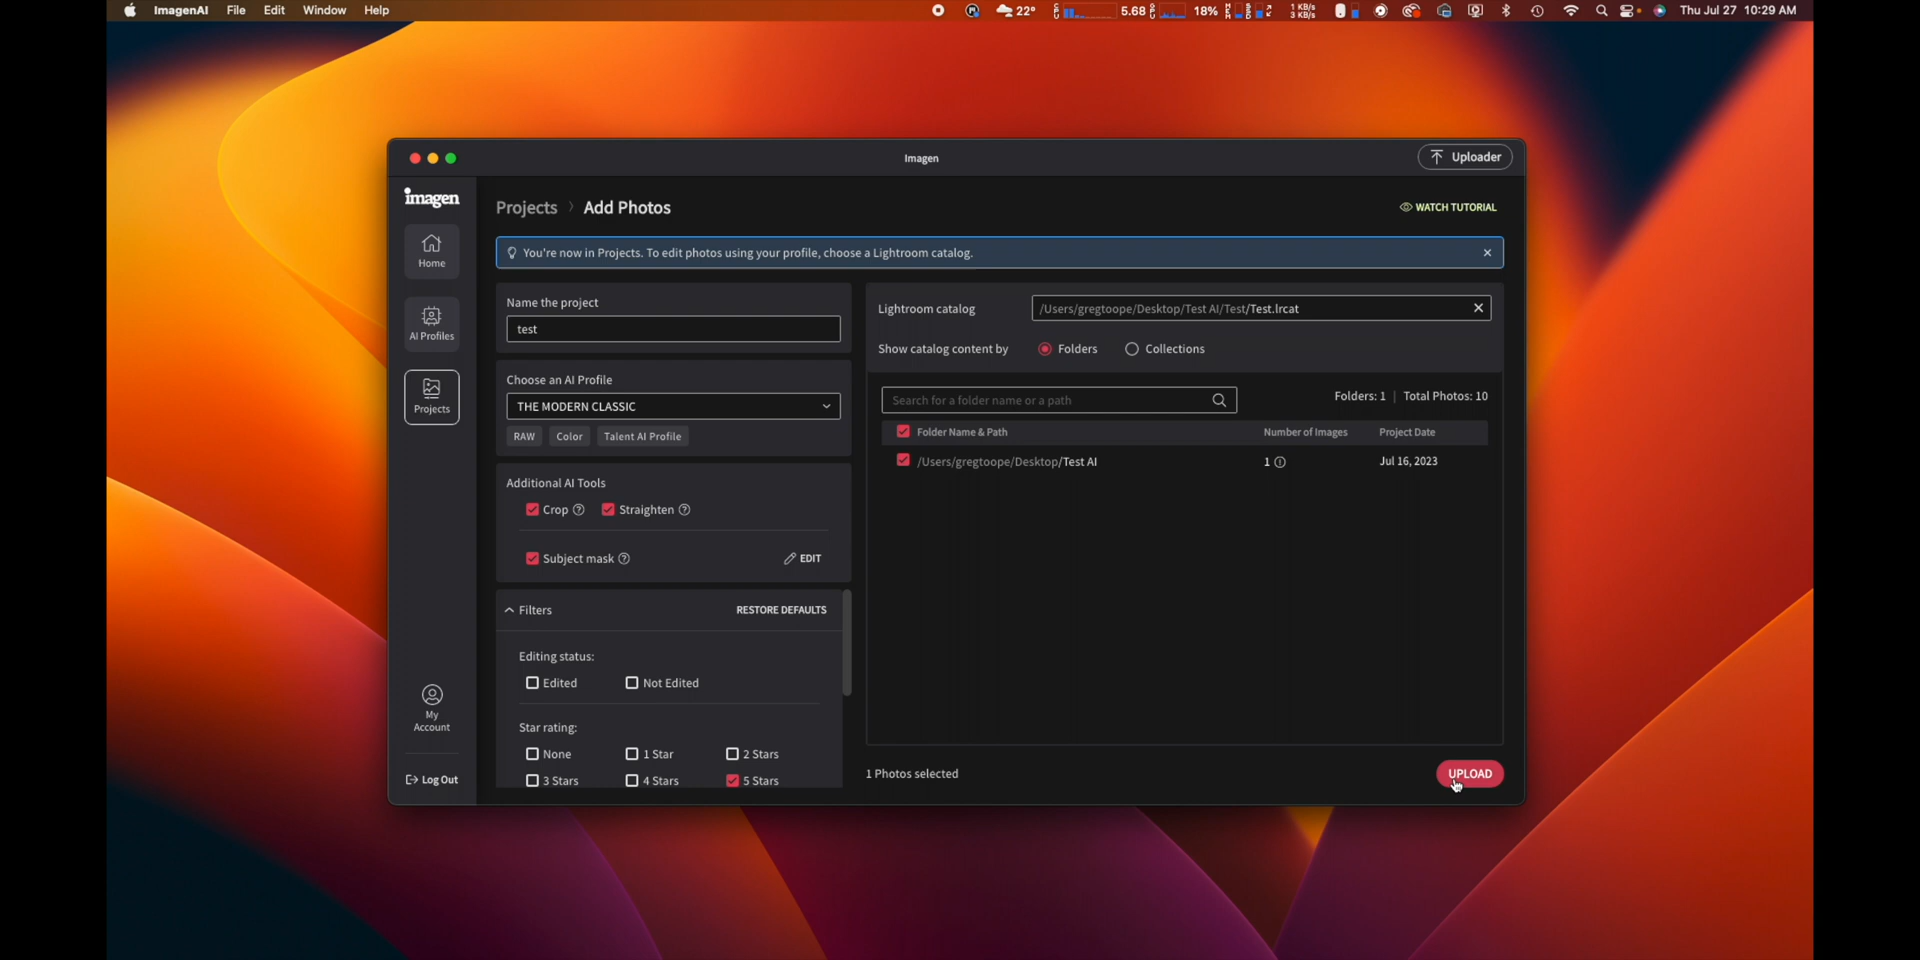 ImagenAI File Edit Window Help
22° 5.68 18% 1 KB/s 3 KB/s Thu Jul 27 10:29 AM
Imagen
Uploader
imagen
Home
AI Profiles
Projects
My Account
Log Out
Projects > Add Photos
WATCH TUTORIAL
You're now in Projects. To edit photos using your profile, choose a Lightroom catalog.
Name the project
test
Choose an AI Profile
THE MODERN CLASSIC
RAW Color Talent AI Profile
Additional AI Tools
Crop Straighten
Subject mask EDIT
Filters RESTORE DEFAULTS
Editing status:
Edited Not Edited
Star rating:
None 1 Star 2 Stars
3 Stars 4 Stars 5 Stars
Lightroom catalog /Users/gregtoope/Desktop/Test AI/Test/Test.lrcat
Show catalog content by Folders Collections
Search for a folder name or a path
Folders: 1 | Total Photos: 10
Folder Name & Path Number of Images Project Date
/Users/gregtoope/Desktop/Test AI 1 Jul 16, 2023
1 Photos selected
UPLOAD